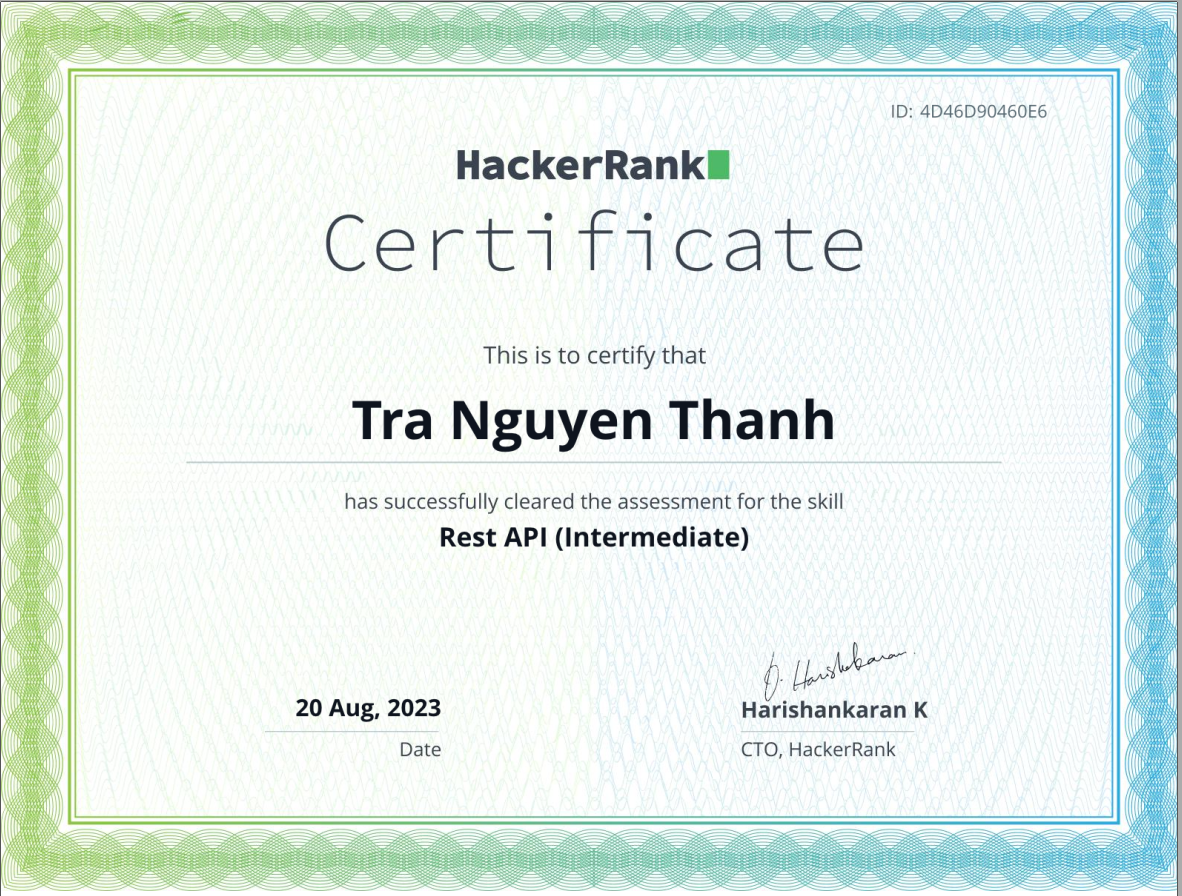 ID: 4D46D90460E6
HackerRank
Certificate
This is to certify that
Tra Nguyen Thanh
has successfully cleared the assessment for the skill
Rest API (Intermediate)
20 Aug, 2023
Date
Harishankaran K
CTO, HackerRank